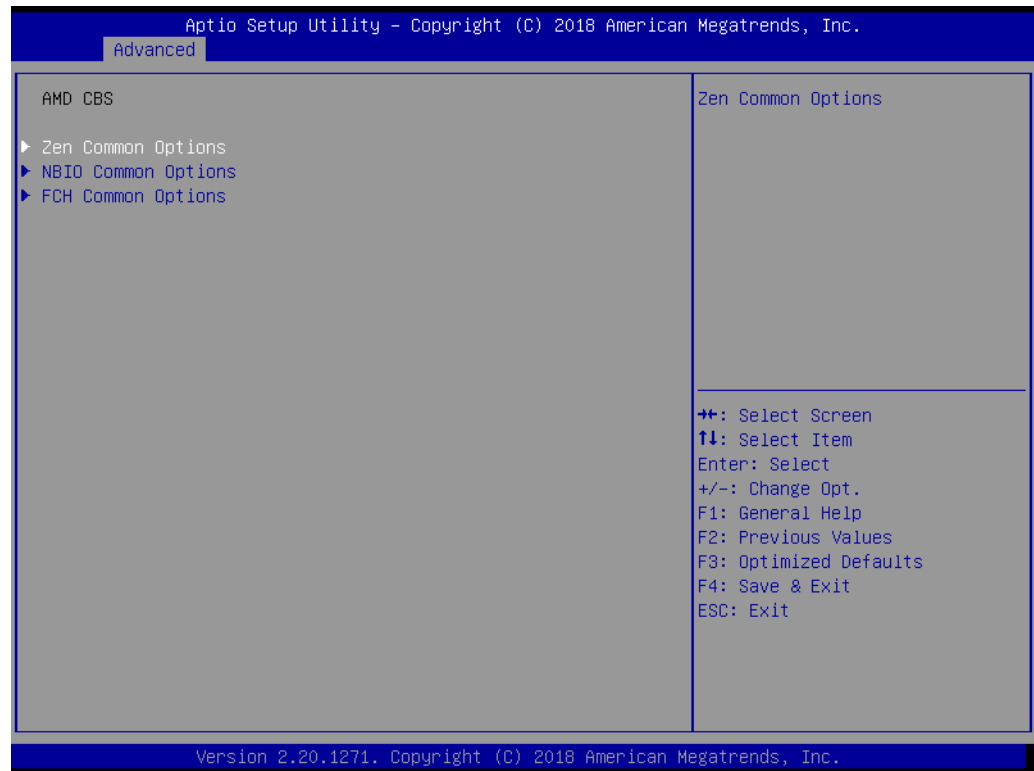 Aptio Setup Utility – Copyright (C) 2018 American Megatrends, Inc.
Advanced
AMD CBS
Zen Common Options
NBIO Common Options
FCH Common Options
Zen Common Options
→←: Select Screen
↑↓: Select Item
Enter: Select
+/-: Change Opt.
F1: General Help
F2: Previous Values
F3: Optimized Defaults
F4: Save & Exit
ESC: Exit
Version 2.20.1271. Copyright (C) 2018 American Megatrends, Inc.